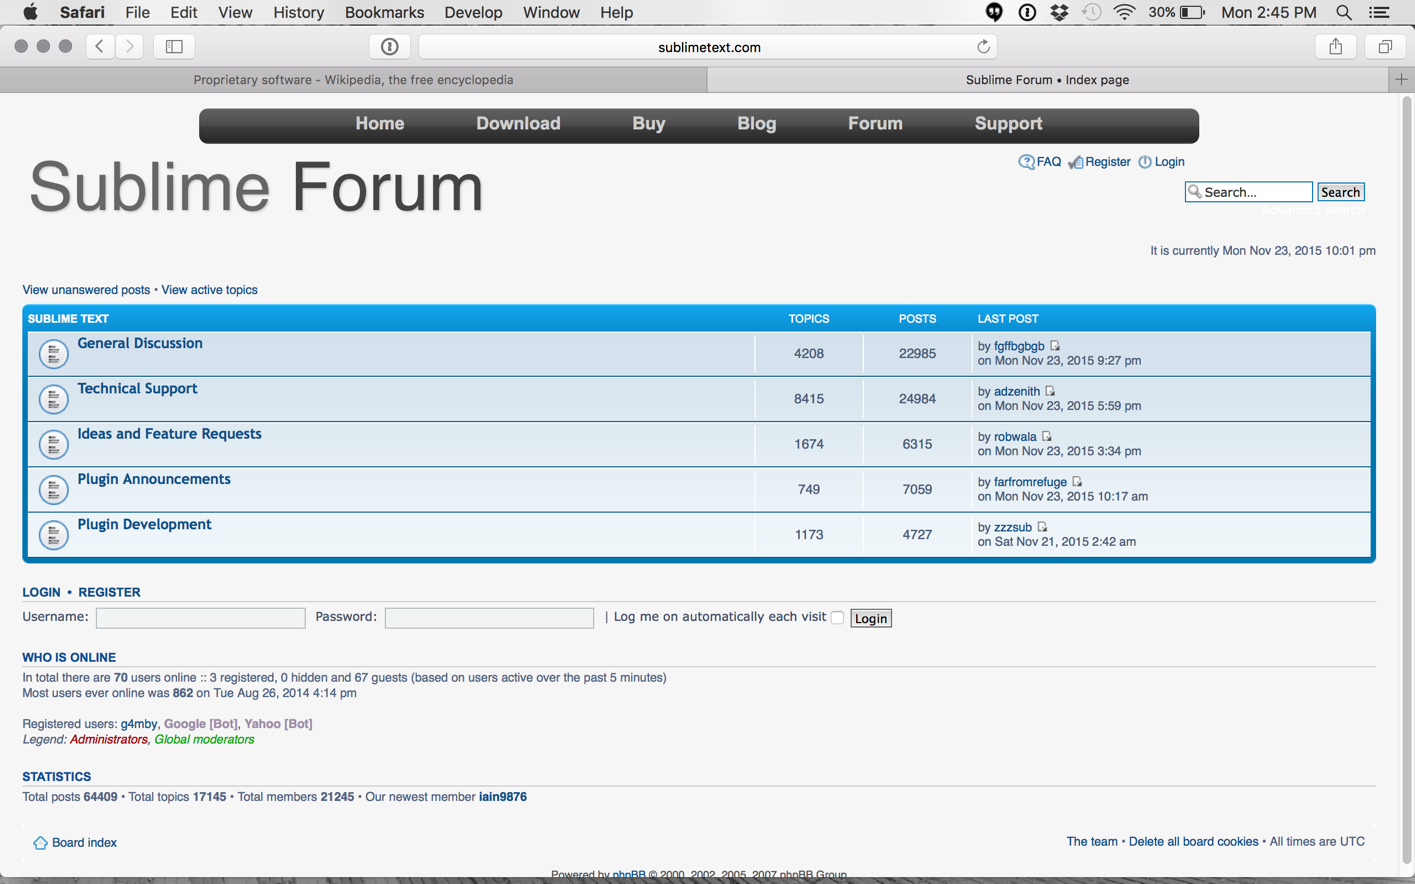 Safari File Edit View History Bookmarks Develop Window Help 30% Mon 2:45 PM
sublimetext.com
Proprietary software - Wikipedia, the free encyclopedia Sublime Forum • Index page
Home Download Buy Blog Forum Support
Sublime Forum
FAQ Register Login
Search... Search
Advanced search
It is currently Mon Nov 23, 2015 10:01 pm
View unanswered posts • View active topics
SUBLIME TEXT TOPICS POSTS LAST POST
General Discussion 4208 22985 by fgffbgbgb
on Mon Nov 23, 2015 9:27 pm
Technical Support 8415 24984 by adzenith
on Mon Nov 23, 2015 5:59 pm
Ideas and Feature Requests 1674 6315 by robwala
on Mon Nov 23, 2015 3:34 pm
Plugin Announcements 749 7059 by farfromrefuge
on Mon Nov 23, 2015 10:17 am
Plugin Development 1173 4727 by zzzsub
on Sat Nov 21, 2015 2:42 am
LOGIN • REGISTER
Username: Password: | Log me on automatically each visit Login
WHO IS ONLINE
In total there are 70 users online :: 3 registered, 0 hidden and 67 guests (based on users active over the past 5 minutes)
Most users ever online was 862 on Tue Aug 26, 2014 4:14 pm
Registered users: g4mby, Google [Bot], Yahoo [Bot]
Legend: Administrators, Global moderators
STATISTICS
Total posts 64409 • Total topics 17145 • Total members 21245 • Our newest member iain9876
Board index The team • Delete all board cookies • All times are UTC
Powered by phpBB © 2000, 2002, 2005, 2007 phpBB Group